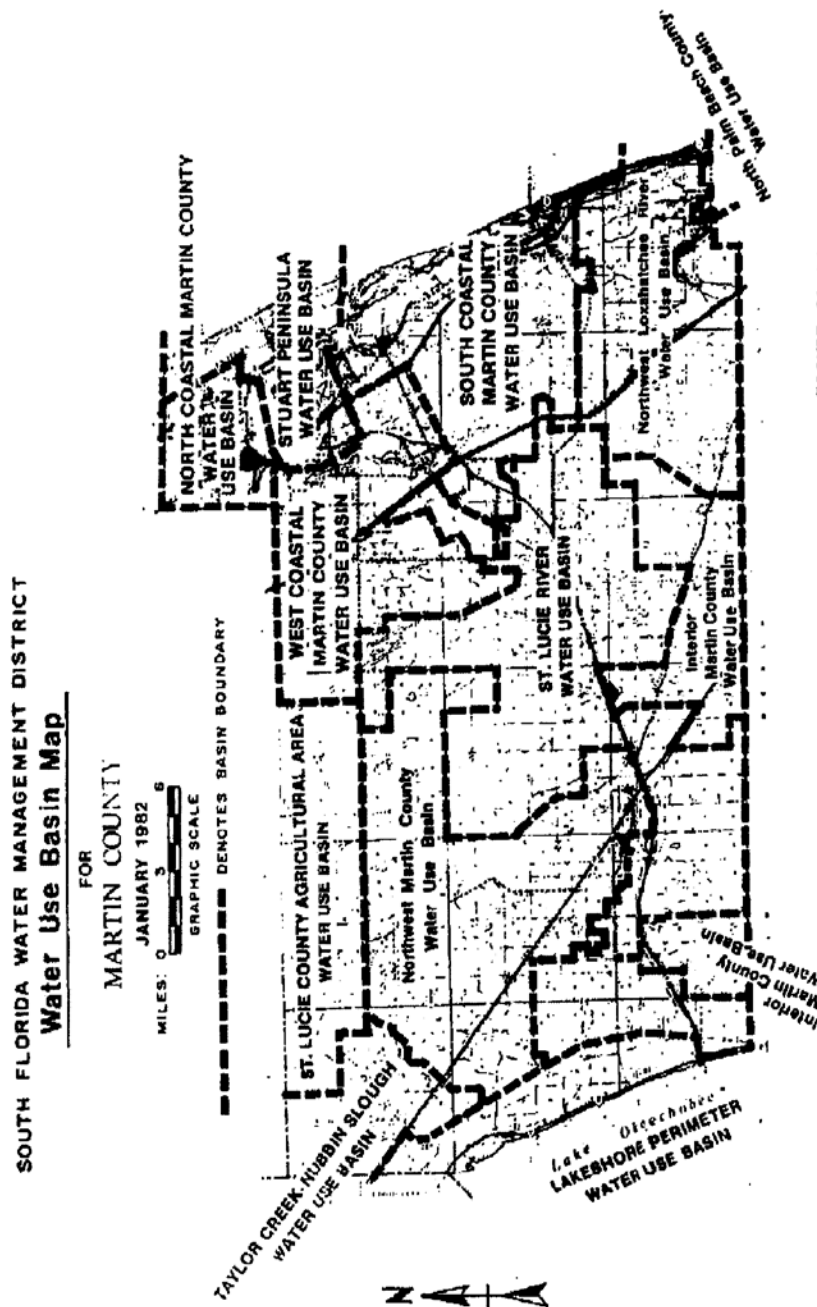 SOUTH FLORIDA WATER MANAGEMENT DISTRICT
Water Use Basin Map
FOR
MARTIN COUNTY
JANUARY 1982
MILES: 0 3 6
GRAPHIC SCALE
DENOTES BASIN BOUNDARY
NORTH COASTAL MARTIN COUNTY
WATER
USE BASIN
STUART PENINSULA
WATER USE BASIN
WEST COASTAL
MARTIN COUNTY
WATER USE BASIN
SOUTH COASTAL
MARTIN COUNTY
WATER USE BASIN
ST. LUCIE COUNTY AGRICULTURAL AREA
WATER USE BASIN
Northwest Martin County
Water Use Basin
TAYLOR CREEK-NUBBIN SLOUGH
WATER USE BASIN
ST. LUCIE RIVER
WATER USE BASIN
Northwest Loxahatchee River
Water Use Basin
North Palm Beach County
Water Use Basin
Interior
Martin County
Water Use Basin
Interior
Martin County
Water Use Basin
Lake Okeechobee
LAKESHORE PERIMETER
WATER USE BASIN
N